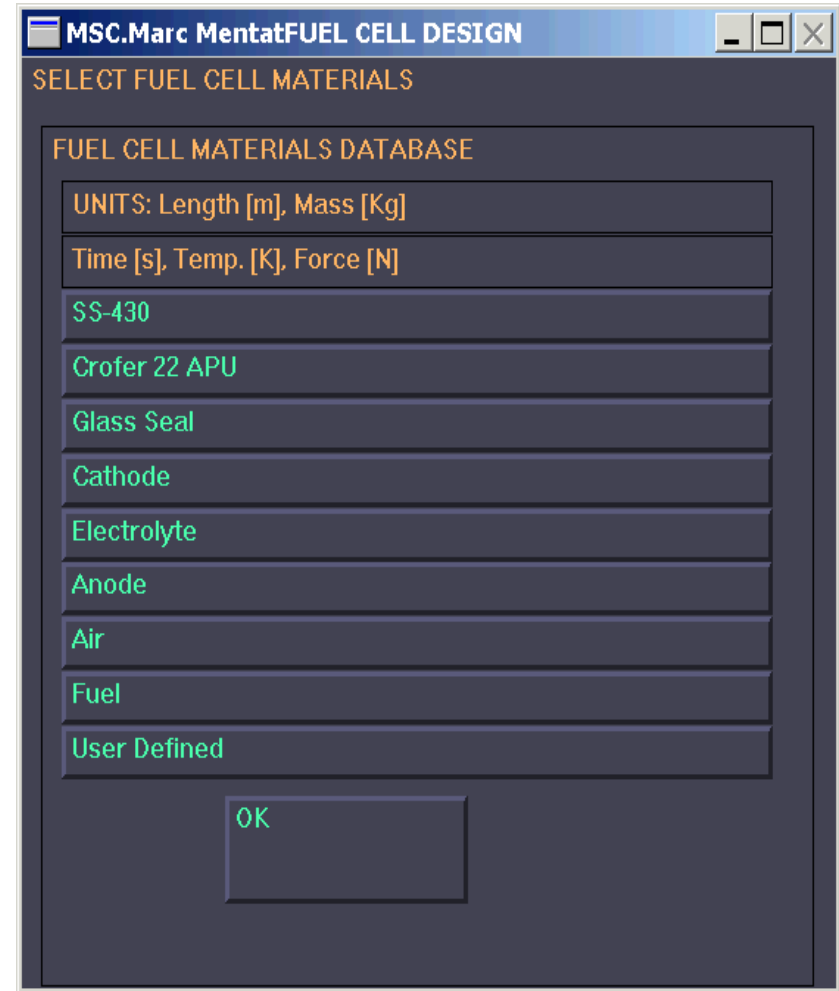 MSC.Marc MentatFUEL CELL DESIGN
SELECT FUEL CELL MATERIALS
FUEL CELL MATERIALS DATABASE
UNITS: Length [m], Mass [Kg]
Time [s], Temp. [K], Force [N]
SS-430
Crofer 22 APU
Glass Seal
Cathode
Electrolyte
Anode
Air
Fuel
User Defined
OK